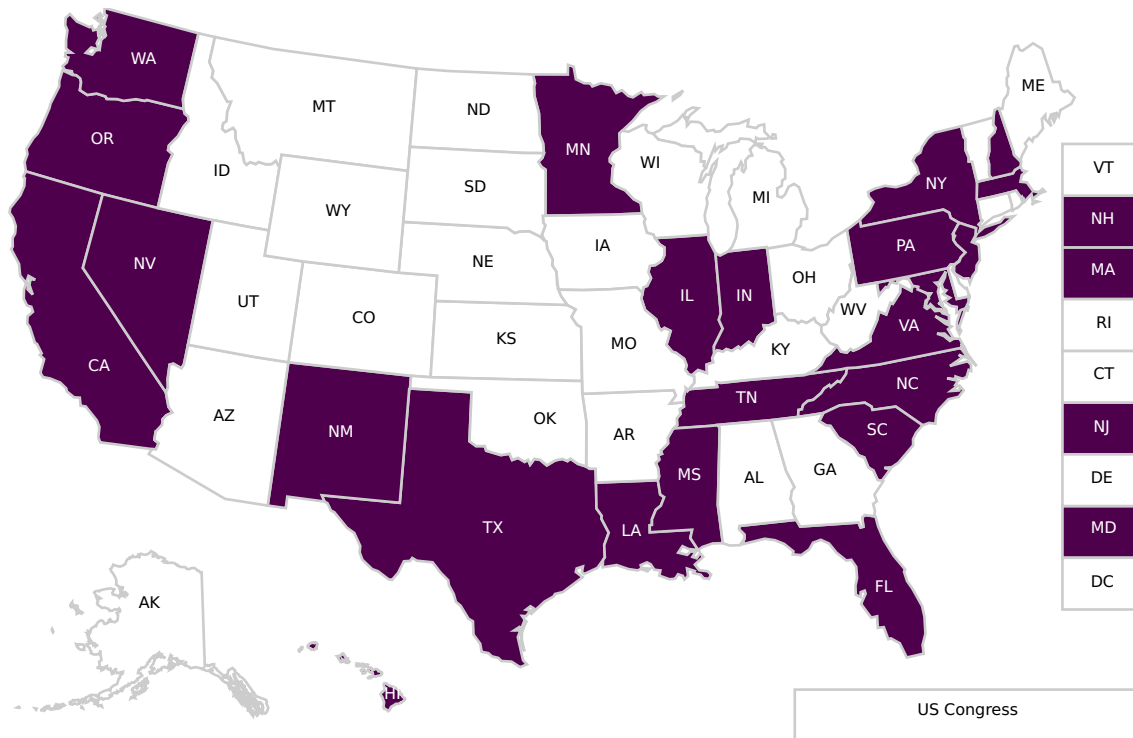 WA
MT
ND
ME
OR
MN
ID
WI
SD
NY
VT
WY
MI
NH
IA
PA
NV
NE
MA
OH
UT
IL
IN
WV
RI
CO
VA
KS
MO
KY
CA
CT
NC
TN
AZ
OK
NM
AR
SC
NJ
GA
MS
AL
DE
TX
LA
MD
DC
FL
AK
HI
US Congress